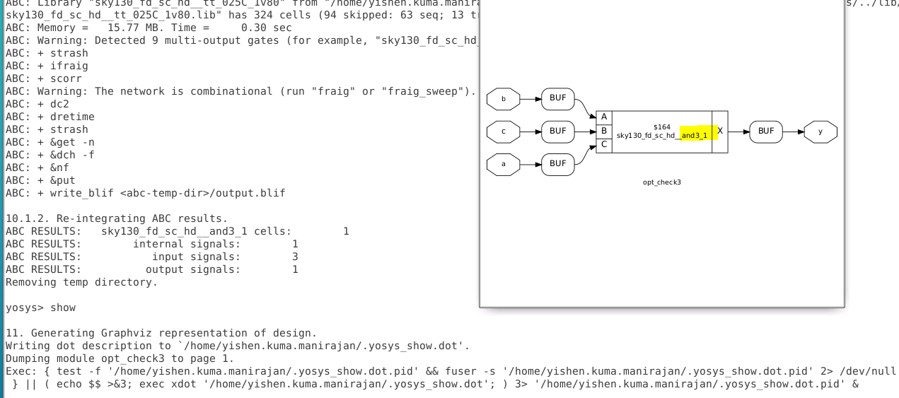 ABC: Library "sky130_fd_sc_hd__tt_025C_1v80.lib" from "/home/yishen.kuma.manira
s/../lib/
sky130_fd_sc_hd__tt_025C_1v80.lib" has 324 cells (94 skipped: 63 seq; 13 tr
ABC: Memory =   15.77 MB. Time =     0.30 sec
ABC: Warning: Detected 9 multi-output gates (for example, "sky130_fd_sc_hd_
ABC: + strash
ABC: + ifraig
ABC: + scorr
ABC: Warning: The network is combinational (run "fraig" or "fraig_sweep").
ABC: + dc2
ABC: + dretime
ABC: + strash
ABC: + &get -n
ABC: + &dch -f
ABC: + &nf
ABC: + &put
ABC: + write_blif <abc-temp-dir>/output.blif
10.1.2. Re-integrating ABC results.
ABC RESULTS:   sky130_fd_sc_hd__and3_1 cells:        1
ABC RESULTS:        internal signals:        1
ABC RESULTS:           input signals:        3
ABC RESULTS:          output signals:        1
Removing temp directory.
yosys> show
11. Generating Graphviz representation of design.
Writing dot description to `/home/yishen.kuma.manirajan/.yosys_show.dot'.
Dumping module opt_check3 to page 1.
Exec: { test -f '/home/yishen.kuma.manirajan/.yosys_show.dot.pid' && fuser -s '/home/yishen.kuma.manirajan/.yosys_show.dot.pid' 2> /dev/null
} || ( echo $$ >&3; exec xdot '/home/yishen.kuma.manirajan/.yosys_show.dot'; ) 3> '/home/yishen.kuma.manirajan/.yosys_show.dot.pid' &
b BUF
A
c BUF
B
$164
sky130_fd_sc_hd__and3_1
X
BUF
y
a BUF
C
opt_check3